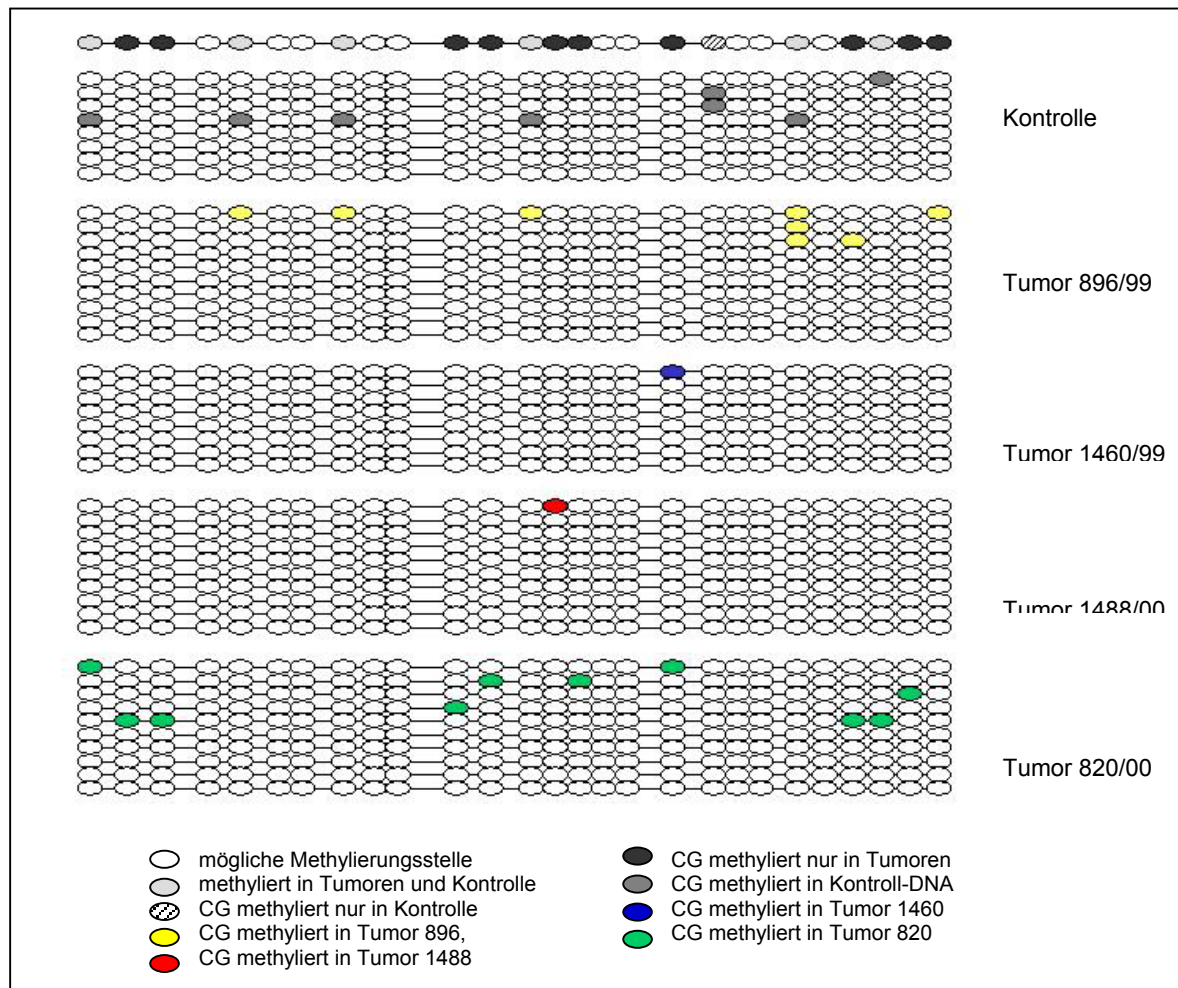 Kontrolle
Tumor 896/99
Tumor 1460/99
Tumor 1488/00
Tumor 820/00
mögliche Methylierungsstelle
methyliert in Tumoren und Kontrolle
CG methyliert nur in Kontrolle
CG methyliert in Tumor 896,
CG methyliert in Tumor 1488
CG methyliert nur in Tumoren
CG methyliert in Kontroll-DNA
CG methyliert in Tumor 1460
CG methyliert in Tumor 820